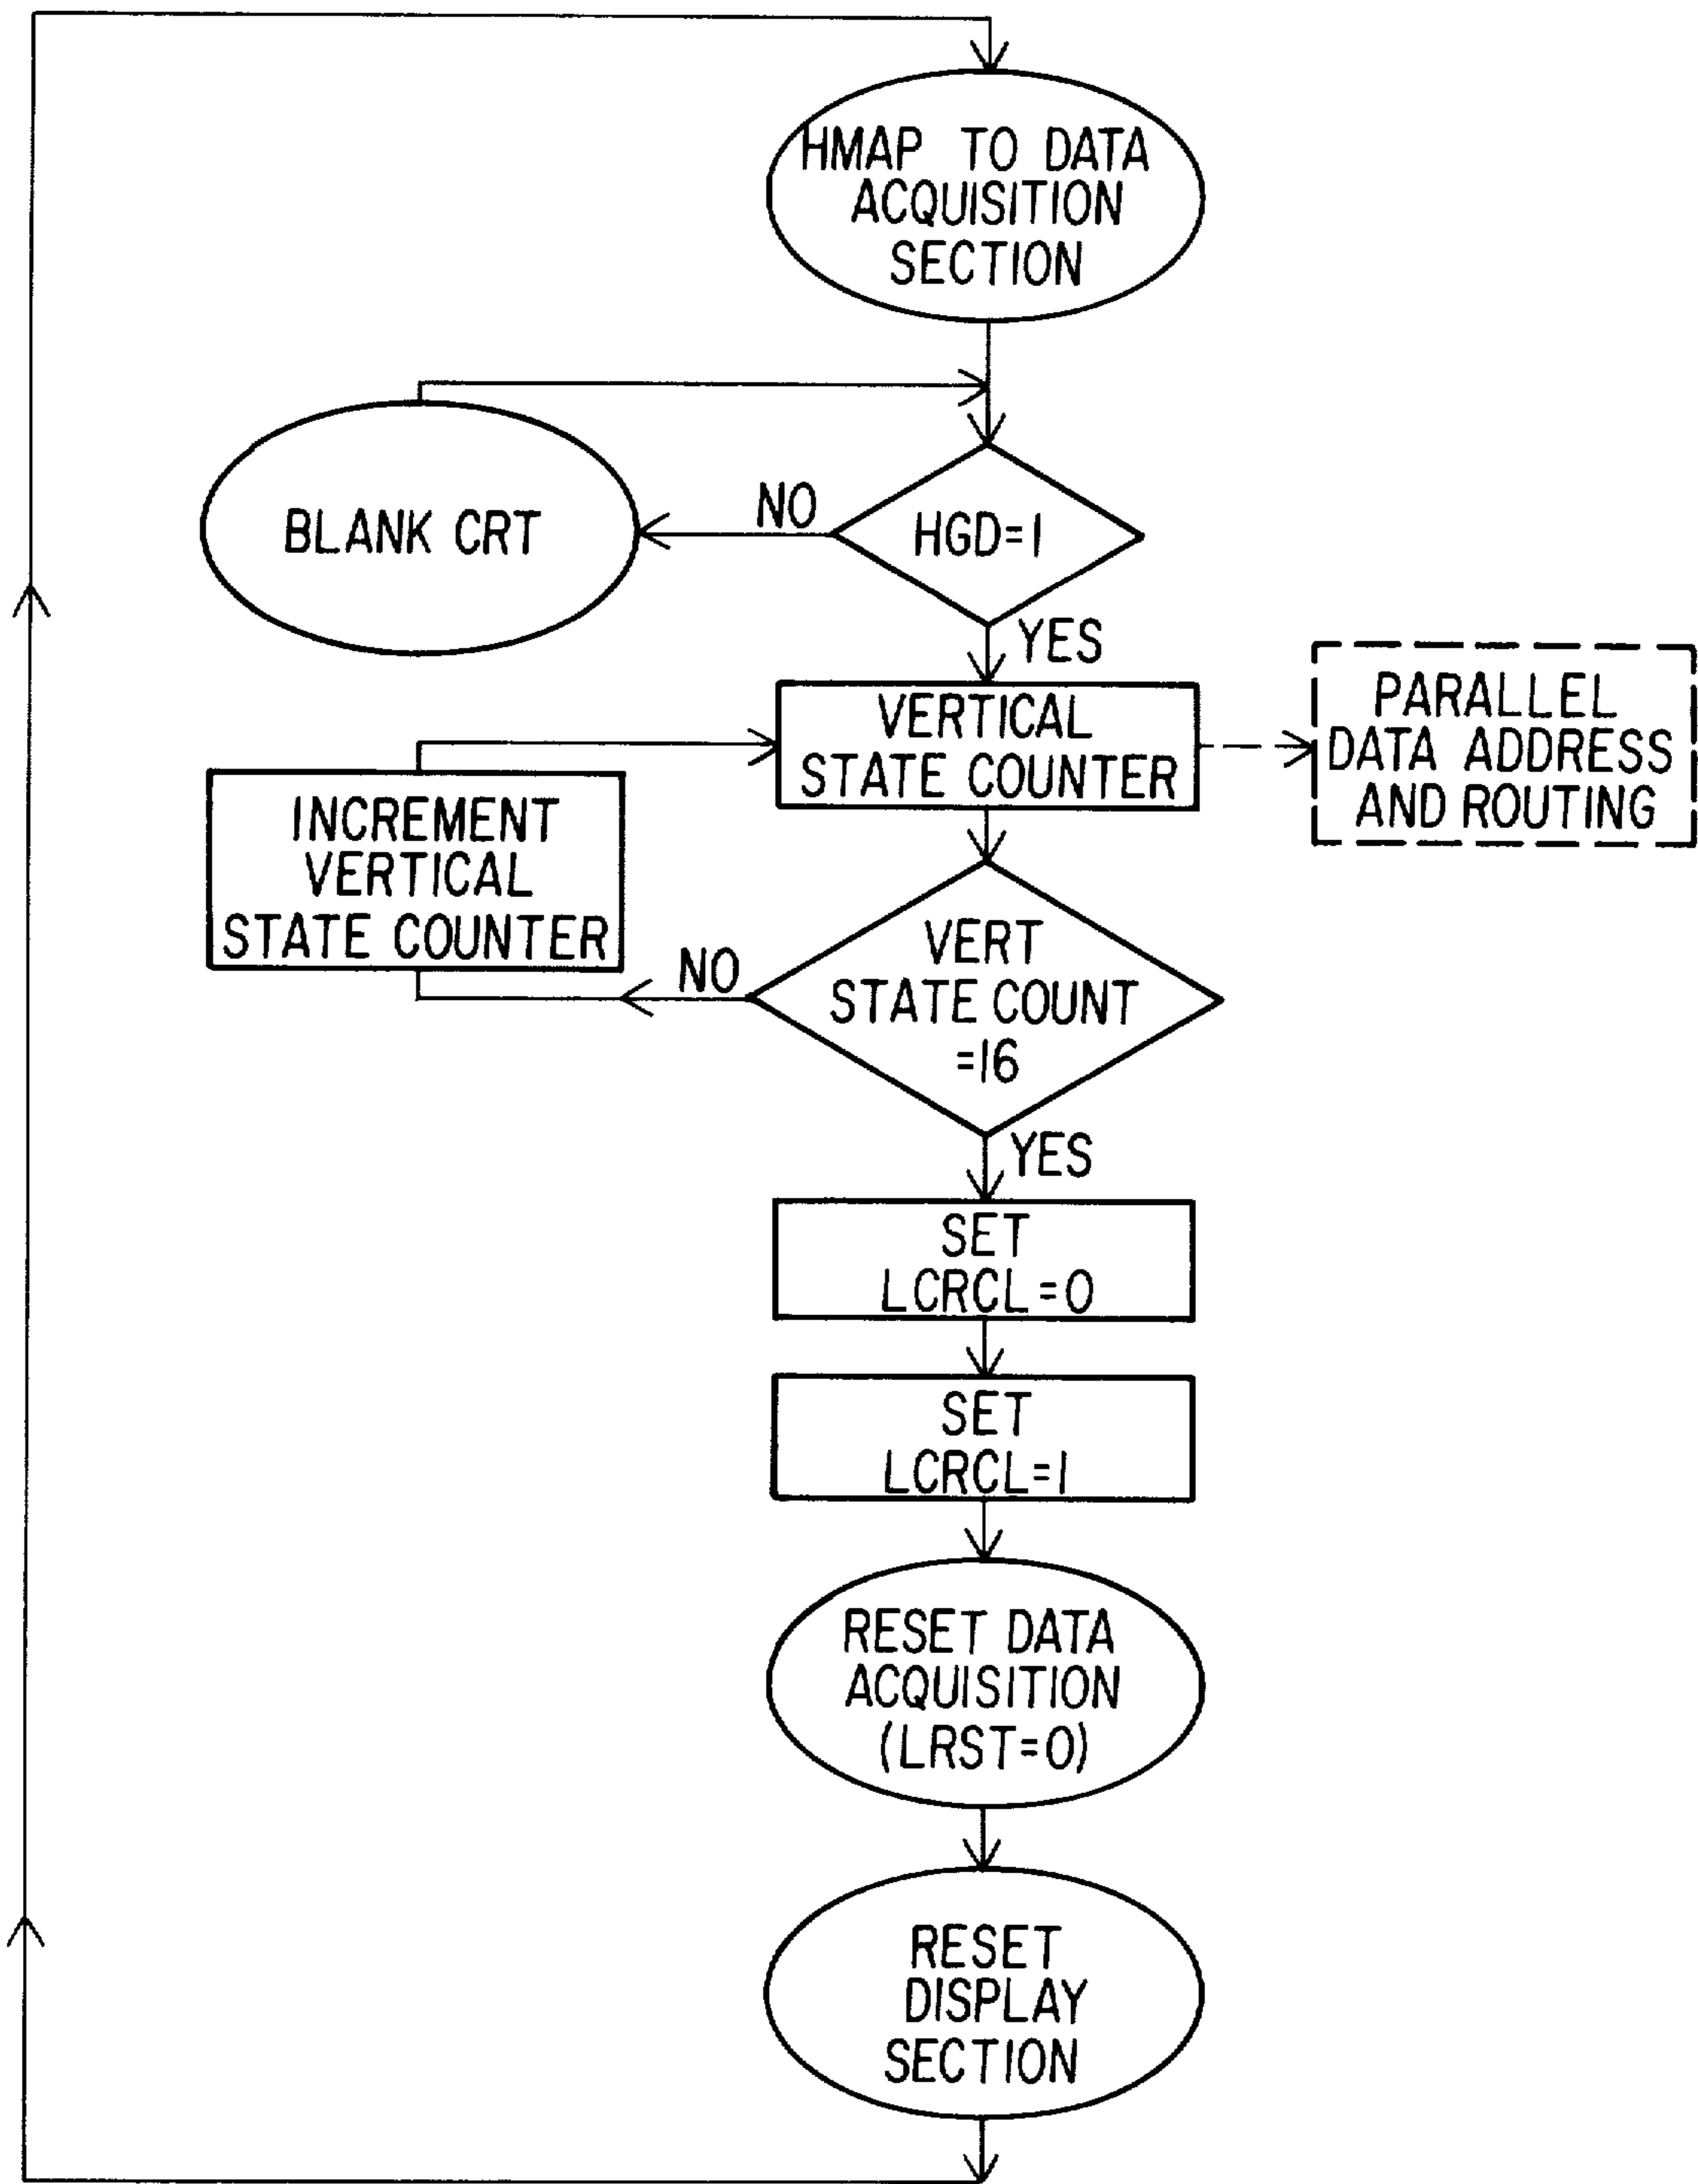 HMAP TO DATA
ACQUISITION
SECTION
BLANK CRT
NO
HGD=1
YES
VERTICAL
STATE COUNTER
PARALLEL
DATA ADDRESS
AND ROUTING
INCREMENT
VERTICAL
STATE COUNTER
NO
VERT
STATE COUNT
=16
YES
SET
LCRCL=0
SET
LCRCL=1
RESET DATA
ACQUISITION
(LRST=0)
RESET
DISPLAY
SECTION